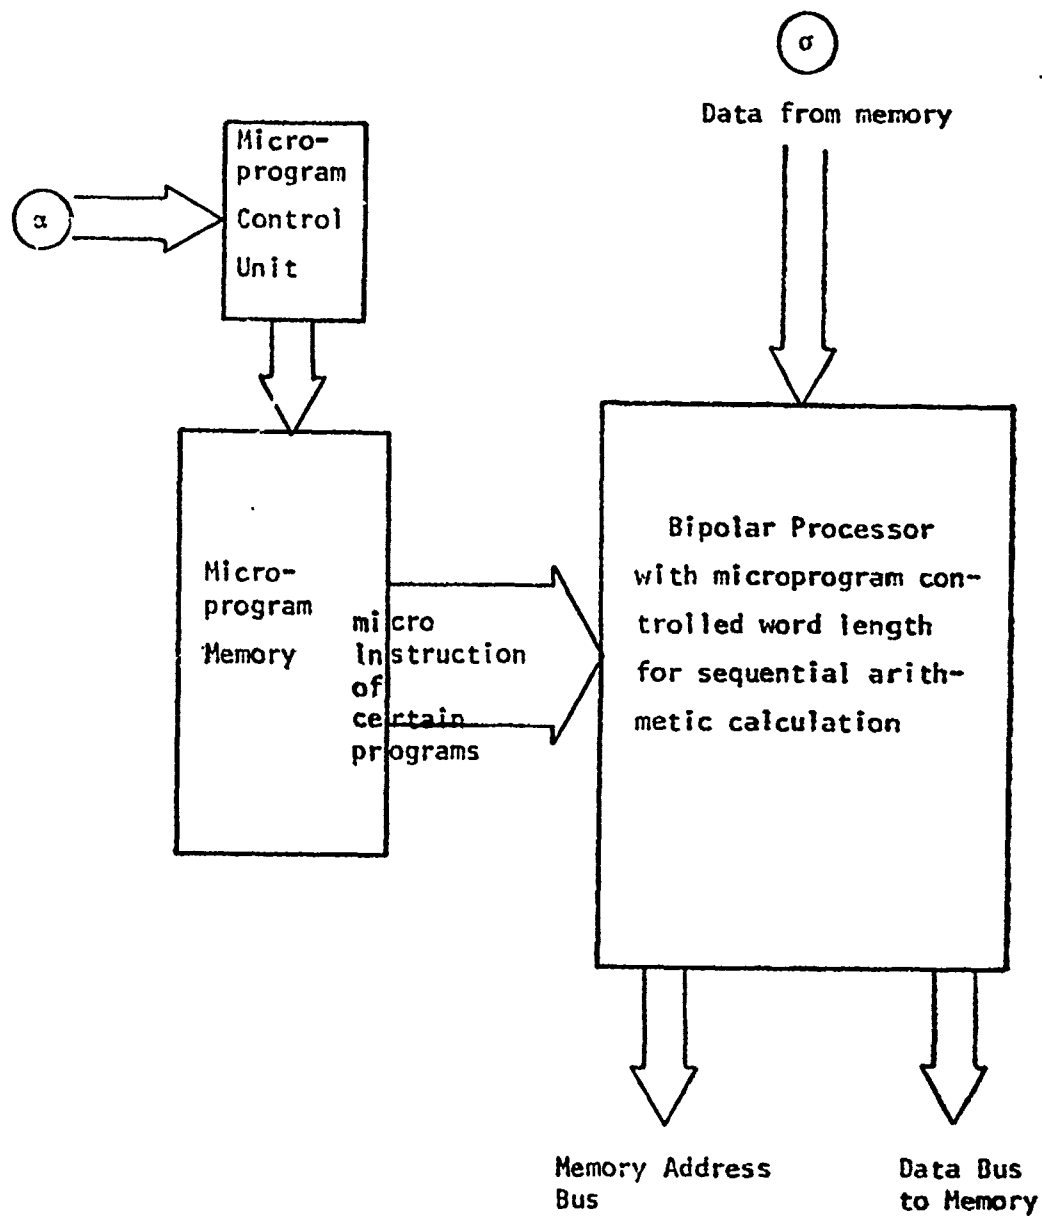 σ
Data from memory
Micro-
program
Control
Unit
α
Micro-
program
Memory
micro
instruction
of
certain
programs
Bipolar Processor
with microprogram con-
trolled word length
for sequential arith-
metic calculation
Memory Address
Bus
Data Bus
to Memory